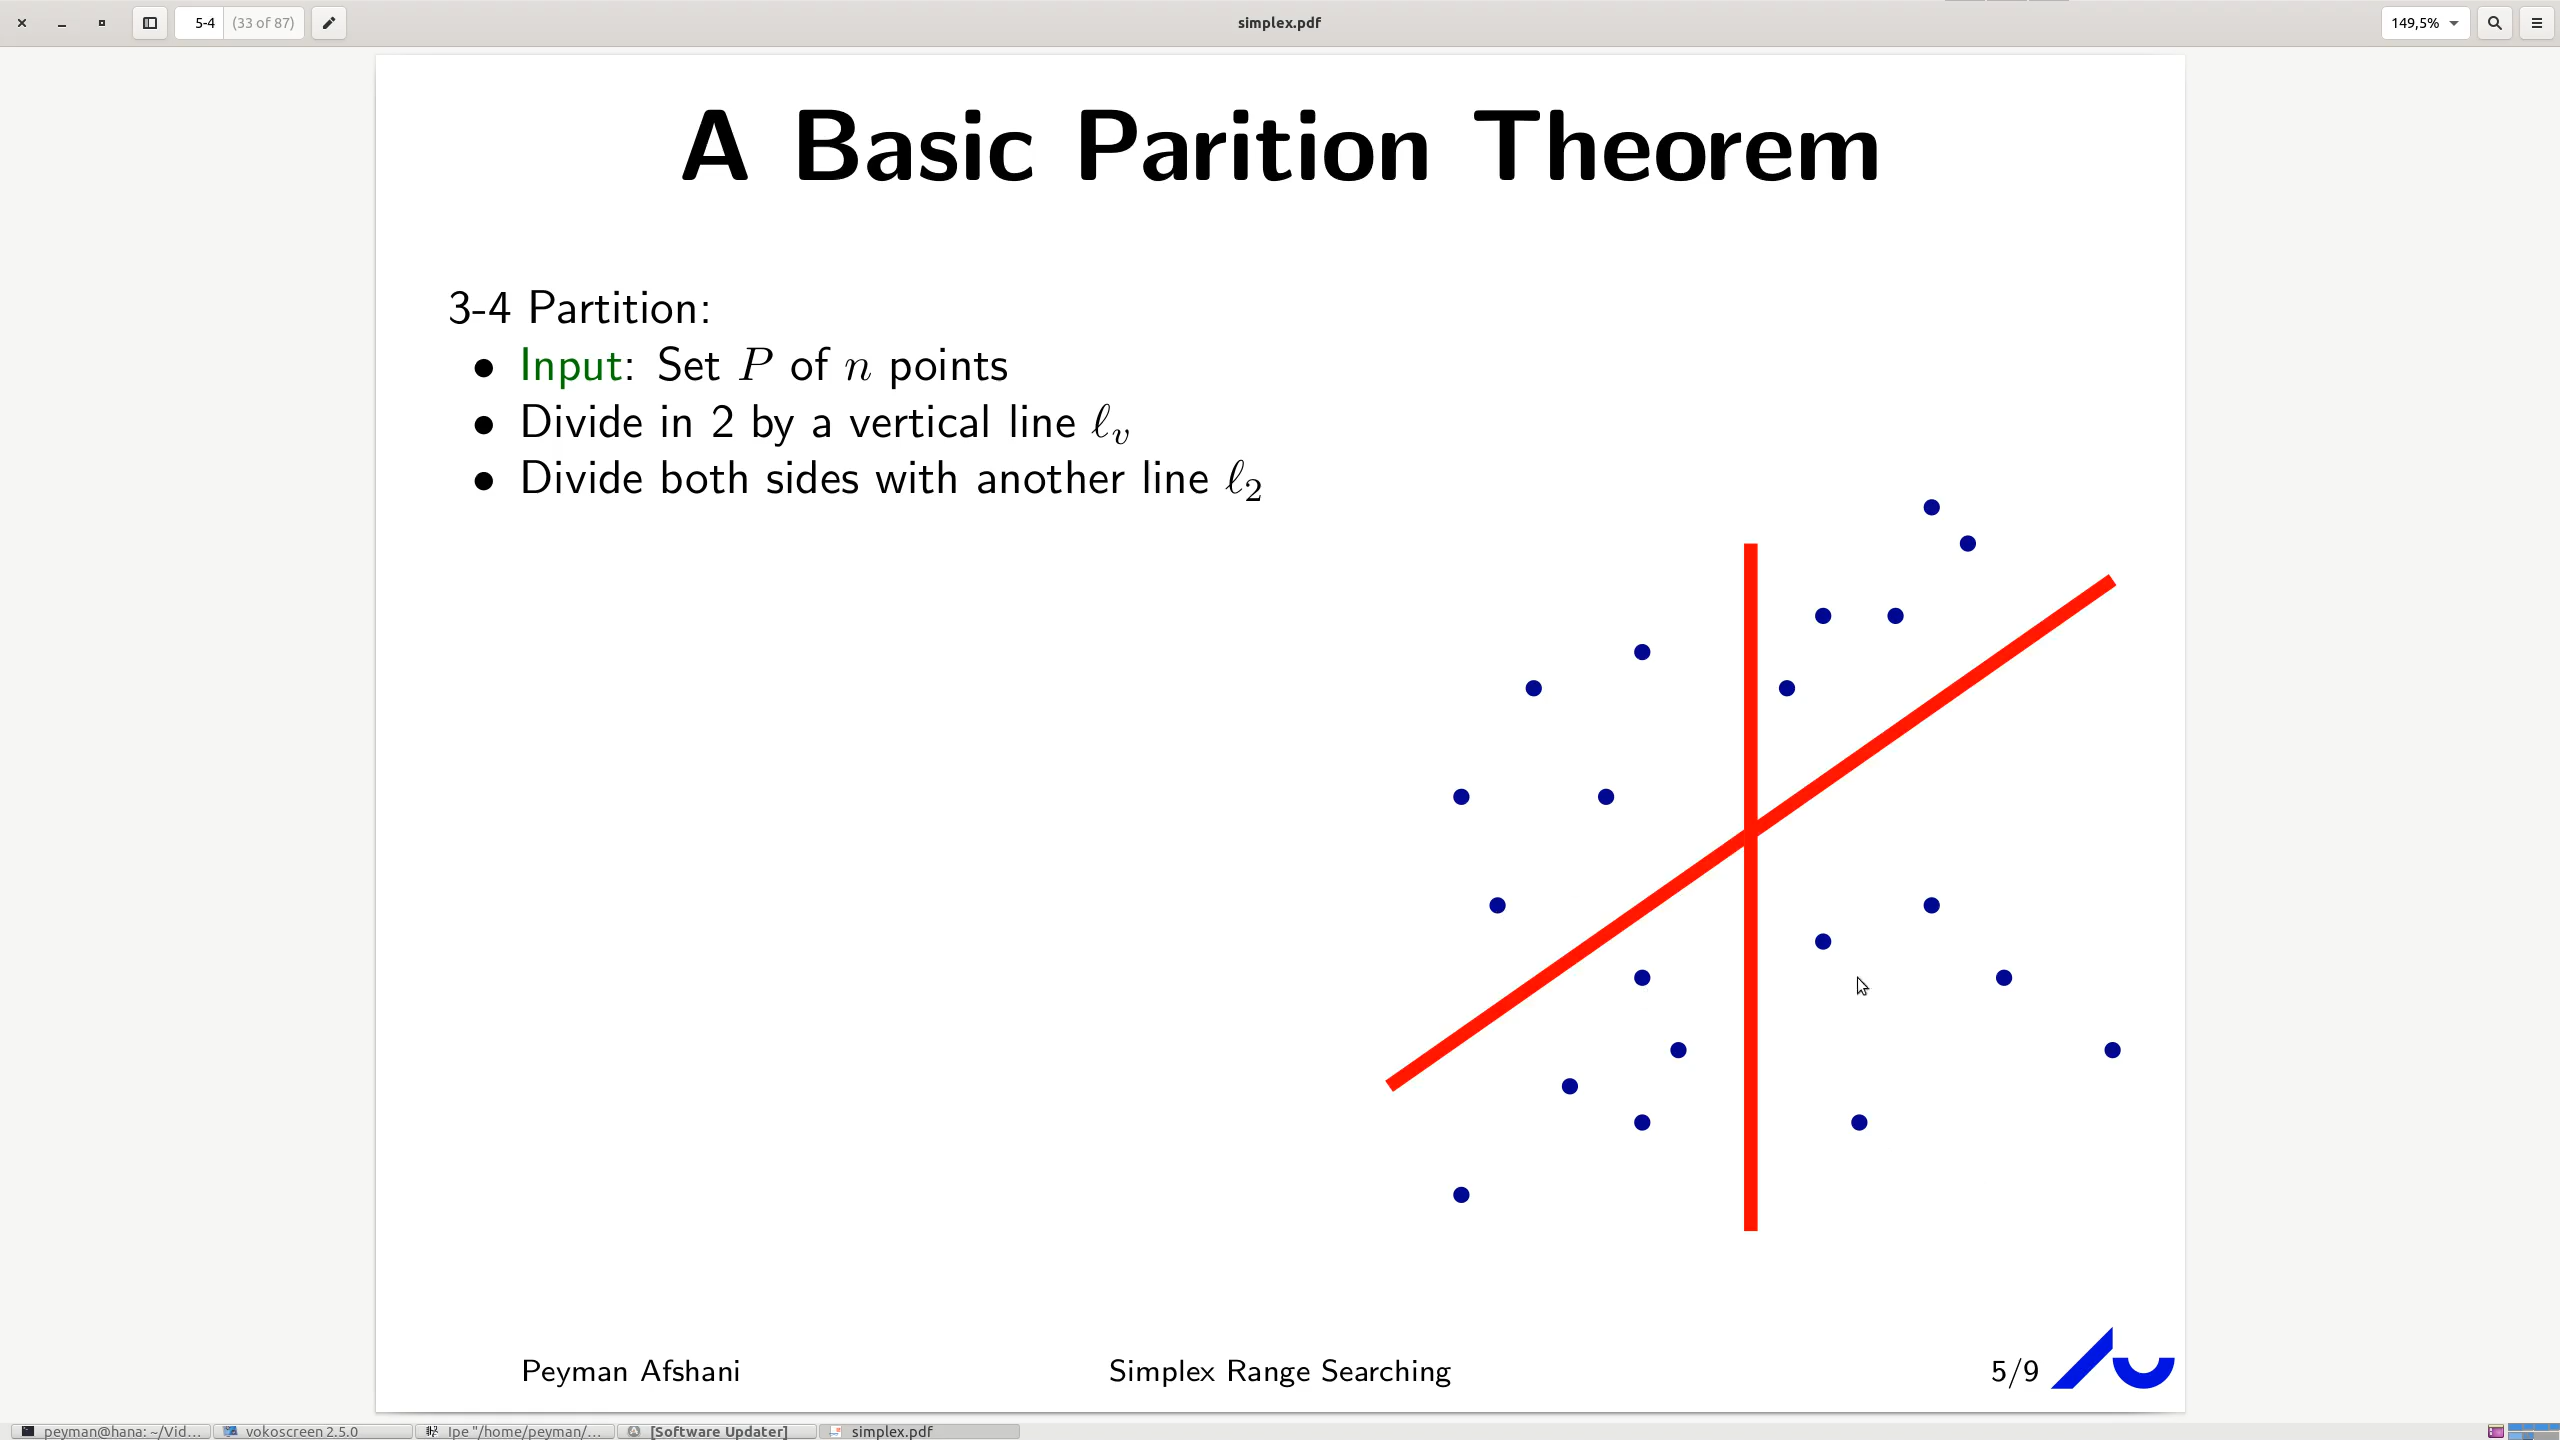 5-4 (33 of 87) simplex.pdf 149,5%
A Basic Parition Theorem
3-4 Partition:
• Input: Set P of n points
• Divide in 2 by a vertical line ℓv
• Divide both sides with another line ℓ2
Peyman Afshani Simplex Range Searching 5/9
peyman@hana: ~/Vid... vokoscreen 2.5.0 Ipe "/home/peyman/... [Software Updater] simplex.pdf